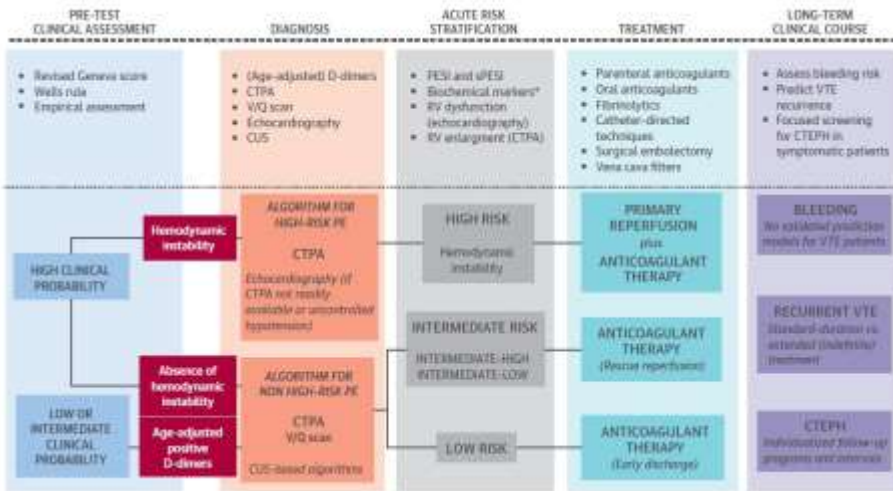 PRE-TEST
CLINICAL ASSESSMENT
DIAGNOSIS
ACUTE RISK
STRATIFICATION
TREATMENT
LONG-TERM
CLINICAL COURSE
• Revised Geneva score
• Wells rule
• Empirical assessment
• (Age-adjusted) D-dimers
• CTPA
• V/Q scan
• Echocardiography
• CUS
• PESI and sPESI
• Biochemical markers*
• RV dysfunction
(echocardiography)
• RV enlargment (CTPA)
• Parenteral anticoagulants
• Oral anticoagulants
• Fibrinolytics
• Catheter-directed
techniques
• Surgical embolectomy
• Vena cava filters
• Assess bleeding risk
• Predict VTE
recurrence
• Focused screening
for CTEPH in
symptomatic patients
HIGH CLINICAL
PROBABILITY
LOW OR
INTERMEDIATE
CLINICAL
PROBABILITY
Hemodynamic
instability
Absence of
hemodynamic
instability
Age-adjusted
positive
D-dimers
ALGORITHM FOR
HIGH-RISK PE
CTPA
Echocardiography (if
CTPA not readily
available or uncontrolled
hypotension)
ALGORITHM FOR
NON HIGH-RISK PE
CTPA
V/Q scan
CUS-based algorithms
HIGH RISK
Hemodynamic
instability
INTERMEDIATE RISK
INTERMEDIATE-HIGH
INTERMEDIATE-LOW
LOW RISK
PRIMARY
REPERFUSION
plus
ANTICOAGULANT
THERAPY
ANTICOAGULANT
THERAPY
(Rescue reperfusion)
ANTICOAGULANT
THERAPY
(Early discharge)
BLEEDING
No validated prediction
models for VTE patients
RECURRENT VTE
Standard-duration vs.
extended (indefinite)
treatment
CTEPH
Individualized follow-up
programs and intervals